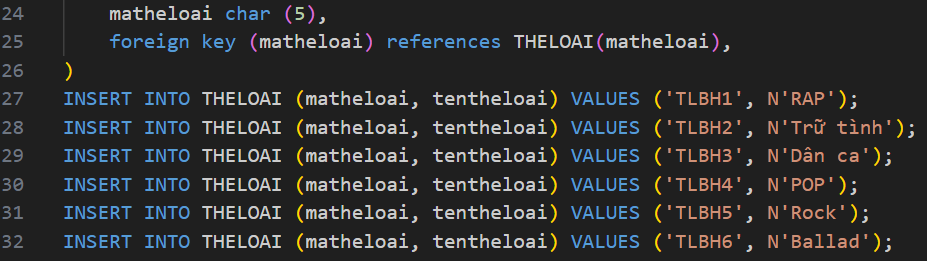 24 matheloai char (5),
25 foreign key (matheloai) references THELOAI(matheloai),
26 )
27 INSERT INTO THELOAI (matheloai, tentheloai) VALUES ('TLBH1', N'RAP');
28 INSERT INTO THELOAI (matheloai, tentheloai) VALUES ('TLBH2', N'Trữ tình');
29 INSERT INTO THELOAI (matheloai, tentheloai) VALUES ('TLBH3', N'Dân ca');
30 INSERT INTO THELOAI (matheloai, tentheloai) VALUES ('TLBH4', N'POP');
31 INSERT INTO THELOAI (matheloai, tentheloai) VALUES ('TLBH5', N'Rock');
32 INSERT INTO THELOAI (matheloai, tentheloai) VALUES ('TLBH6', N'Ballad');